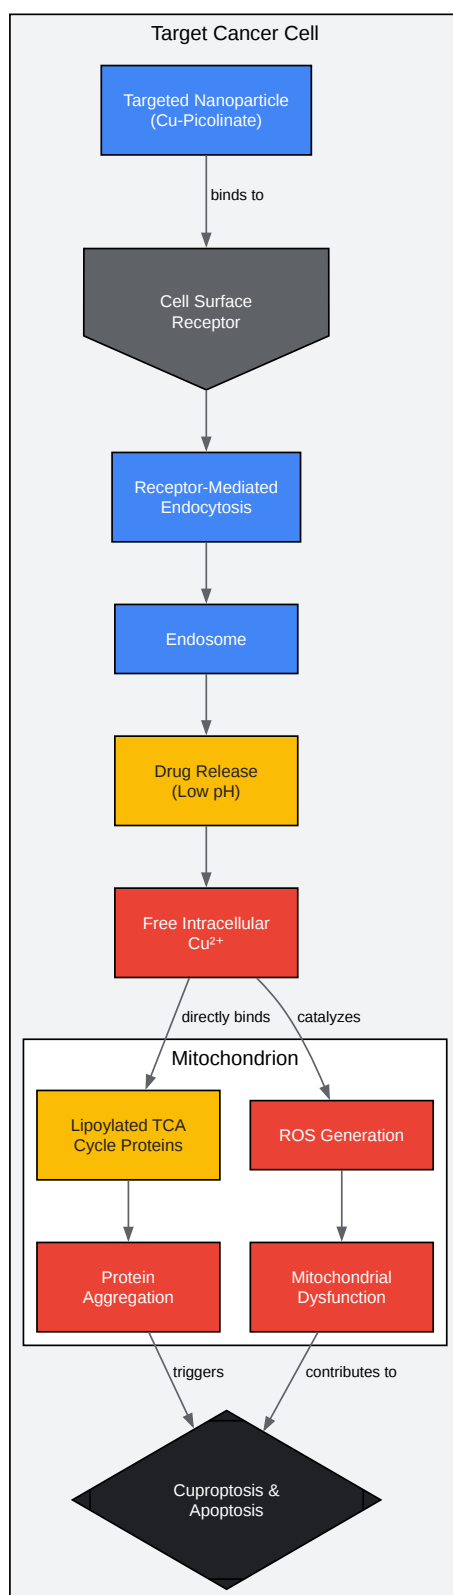 Target Cancer Cell
Targeted Nanoparticle
(Cu-Picolinate)
binds to
Cell Surface
Receptor
Receptor-Mediated
Endocytosis
Endosome
Drug Release
(Low pH)
Free Intracellular
Cu²⁺
directly binds
catalyzes
Mitochondrion
Lipoylated TCA
Cycle Proteins
ROS Generation
Protein
Aggregation
Mitochondrial
Dysfunction
triggers
contributes to
Cuproptosis &
Apoptosis